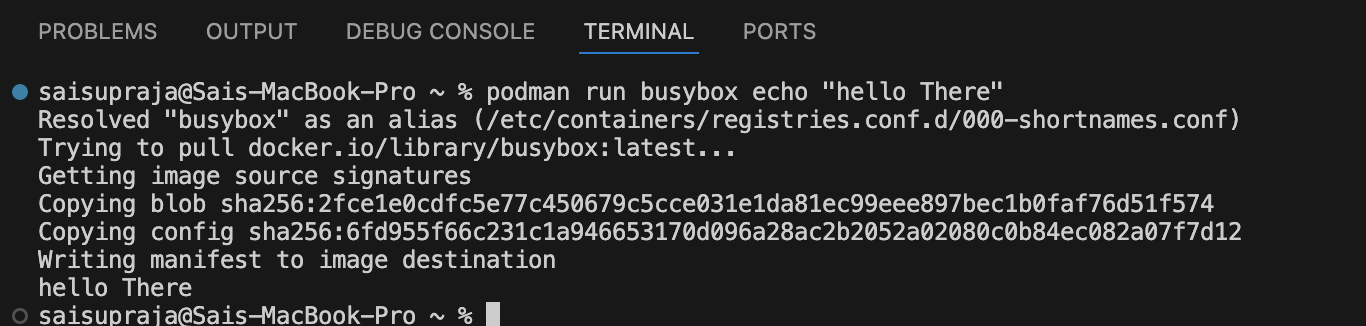 PROBLEMS OUTPUT DEBUG CONSOLE TERMINAL PORTS
saisupraja@Sais-MacBook-Pro ~ % podman run busybox echo "hello There"
Resolved "busybox" as an alias (/etc/containers/registries.conf.d/000-shortnames.conf)
Trying to pull docker.io/library/busybox:latest...
Getting image source signatures
Copying blob sha256:2fce1e0cdfc5e77c450679c5cce031e1da81ec99eee897bec1b0faf76d51f574
Copying config sha256:6fd955f66c231c1a946653170d096a28ac2b2052a02080c0b84ec082a07f7d12
Writing manifest to image destination
hello There
saisupraja@Sais-MacBook-Pro ~ %